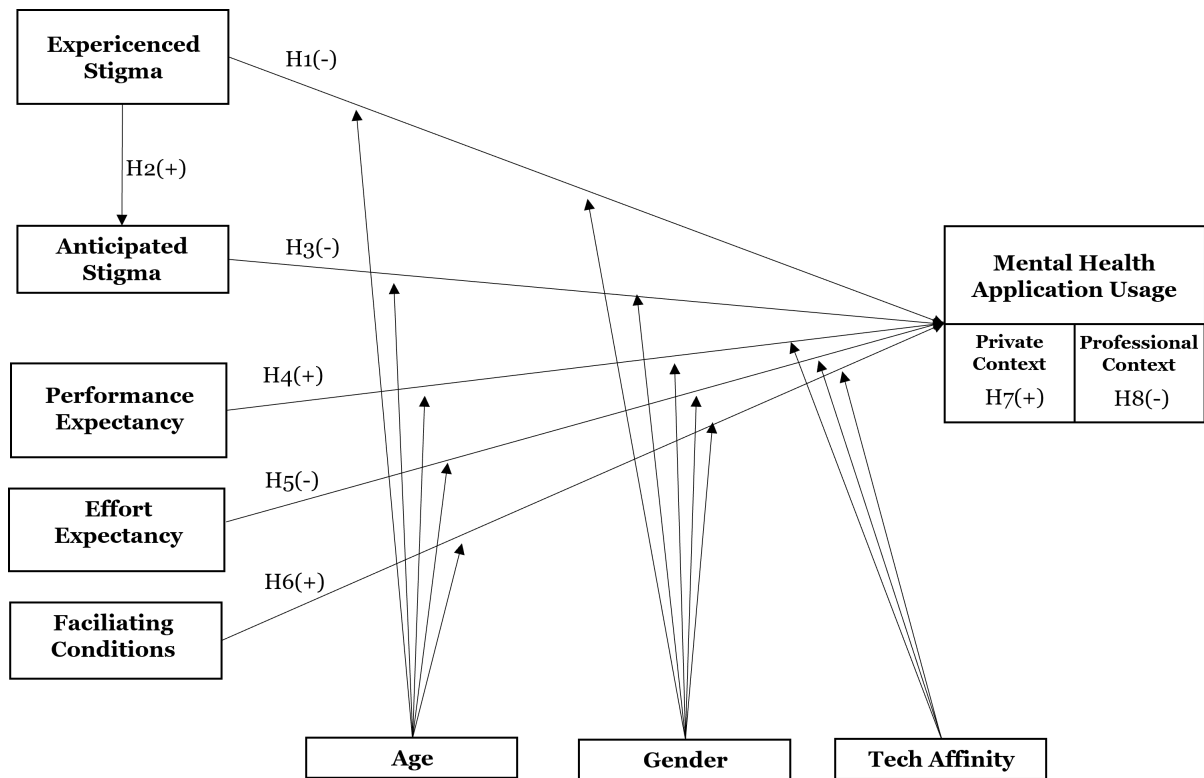 Expericenced
Stigma
H1(-)
H2(+)
Anticipated
Stigma
H3(-)
Mental Health
Application Usage
Private
Context
H7(+)
Professional
Context
H8(-)
Performance
Expectancy
H4(+)
Effort
Expectancy
H5(-)
Faciliating
Conditions
H6(+)
Age
Gender
Tech Affinity